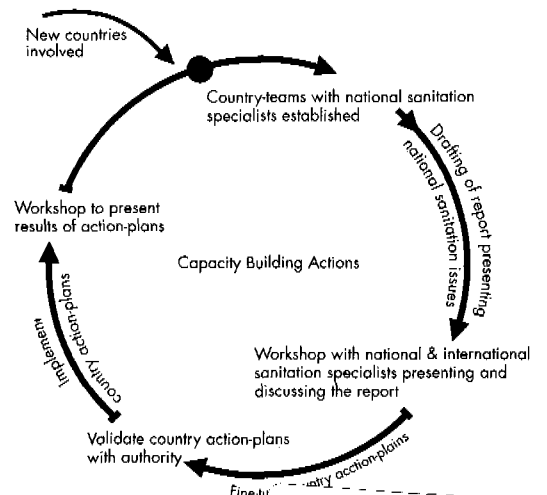 New countries
involved
Country-teams with national sanitation
specialists established
Drafting of report presenting
national sanitation issues
Workshop to present
results of action-plans
Capacity Building Actions
Implement
country action-plans
Workshop with national & international
sanitation specialists presenting and
discussing the report
Validate country action-plans
with authority
acction-plains